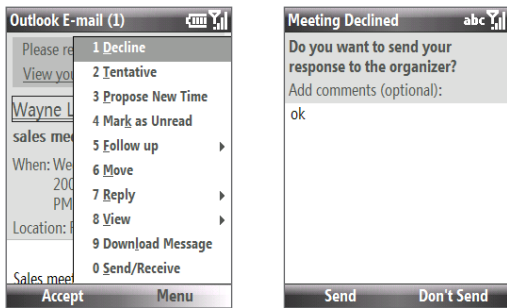 Outlook E-mail (1)
Please re
View you
Wayne L
sales mee
When: We
200
PM
Location: F
Sales meet
1 Decline
2 Tentative
3 Propose New Time
4 Mark as Unread
5 Follow up
6 Move
7 Reply
8 View
9 Download Message
0 Send/Receive
Accept Menu
Meeting Declined abc
Do you want to send your
response to the organizer?
Add comments (optional):
ok
Send Don't Send